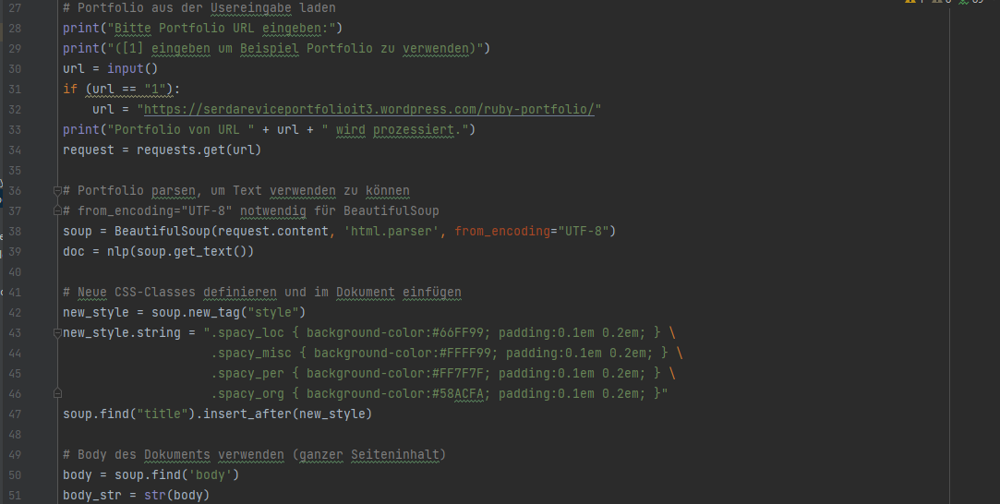 27 # Portfolio aus der Usereingabe laden
28 print("Bitte Portfolio URL eingeben:")
29 print("([1] eingeben um Beispiel Portfolio zu verwenden)")
30 url = input()
31 if (url == "1"):
32     url = "https://serdareviceportfolioit3.wordpress.com/ruby-portfolio/"
33 print("Portfolio von URL " + url + " wird prozessiert.")
34 request = requests.get(url)
35
36 # Portfolio parsen, um Text verwenden zu können
37 # from_encoding="UTF-8" notwendig für BeautifulSoup
38 soup = BeautifulSoup(request.content, 'html.parser', from_encoding="UTF-8")
39 doc = nlp(soup.get_text())
40
41 # Neue CSS-Classes definieren und im Dokument einfügen
42 new_style = soup.new_tag("style")
43 new_style.string = ".spacy_loc { background-color:#66FF99; padding:0.1em 0.2em; } \
44                     .spacy_misc { background-color:#FFFF99; padding:0.1em 0.2em; } \
45                     .spacy_per { background-color:#FF7F7F; padding:0.1em 0.2em; } \
46                     .spacy_org { background-color:#58ACFA; padding:0.1em 0.2em; }"
47 soup.find("title").insert_after(new_style)
48
49 # Body des Dokuments verwenden (ganzer Seiteninhalt)
50 body = soup.find('body')
51 body_str = str(body)